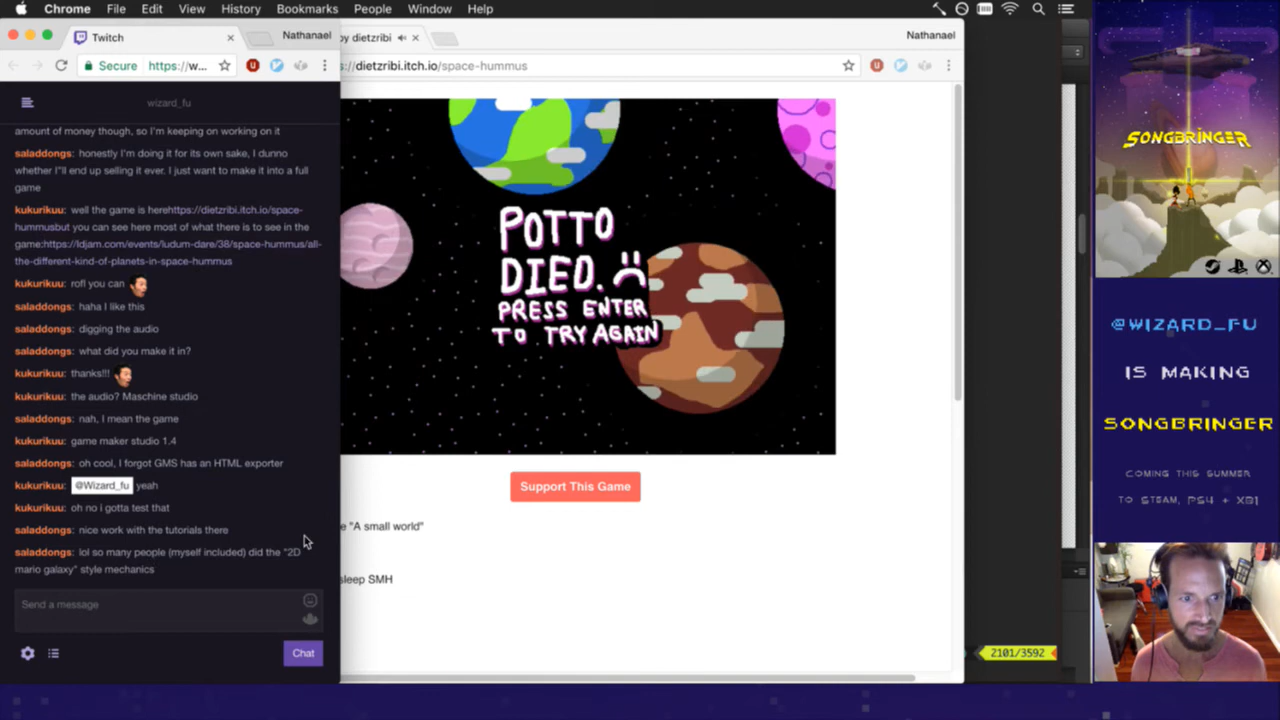 Chrome File Edit View History Bookmarks People Window Help
Twitch
Nathanael
by dietzribi
Nathanael
Secure
https://w...
://dietzribi.itch.io/space-hummus
wizard_fu
amount of money though, so I'm keeping on working on it
saladdongs: honestly I'm doing it for its own sake, I dunno
whether I"ll end up selling it ever. I just want to make it into a full
game
kukurikuu: well the game is herehttps://dietzribi.itch.io/space-
hummusbut you can see here most of what there is to see in the
game:https://ldjam.com/events/ludum-dare/38/space-hummus/all-
the-different-kind-of-planets-in-space-hummus
kukurikuu: rofl you can
saladdongs: haha I like this
saladdongs: digging the audio
saladdongs: what did you make it in?
kukurikuu: thanks!!!
kukurikuu: the audio? Maschine studio
saladdongs: nah, I mean the game
kukurikuu: game maker studio 1.4
saladdongs: oh cool, I forgot GMS has an HTML exporter
kukurikuu: @Wizard_fu yeah
kukurikuu: oh no i gotta test that
saladdongs: nice work with the tutorials there
saladdongs: lol so many people (myself included) did the "2D
mario galaxy" style mechanics
Send a message
Chat
POTTO
DIED.
PRESS ENTER
TO TRY AGAIN
Support This Game
e "A small world"
sleep SMH
2101/3592
SONGBRINGER
@WIZARD_FU
IS MAKING
SONGBRINGER
COMING THIS SUMMER
TO STEAM, PS4 + XB1